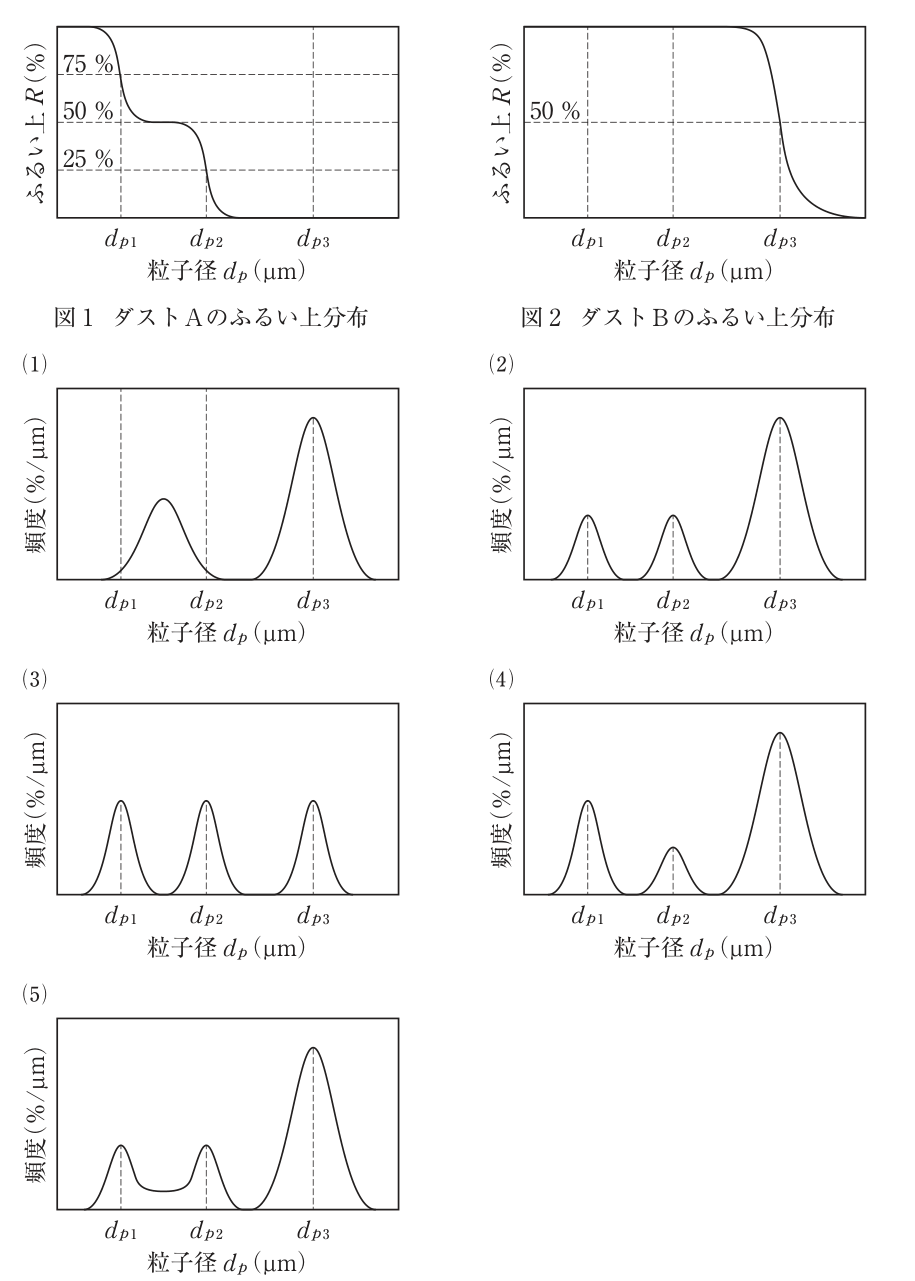 ふるい上 R(%)
75 %
50 %
25 %
dp1 dp2 dp3
粒子径 dp (μm)
図1 ダストAのふるい上分布
ふるい上 R(%)
50 %
dp1 dp2 dp3
粒子径 dp (μm)
図2 ダストBのふるい上分布
(1)
頻度(%/μm)
dp1 dp2 dp3
粒子径 dp (μm)
(2)
頻度(%/μm)
dp1 dp2 dp3
粒子径 dp (μm)
(3)
頻度(%/μm)
dp1 dp2 dp3
粒子径 dp (μm)
(4)
頻度(%/μm)
dp1 dp2 dp3
粒子径 dp (μm)
(5)
頻度(%/μm)
dp1 dp2 dp3
粒子径 dp (μm)